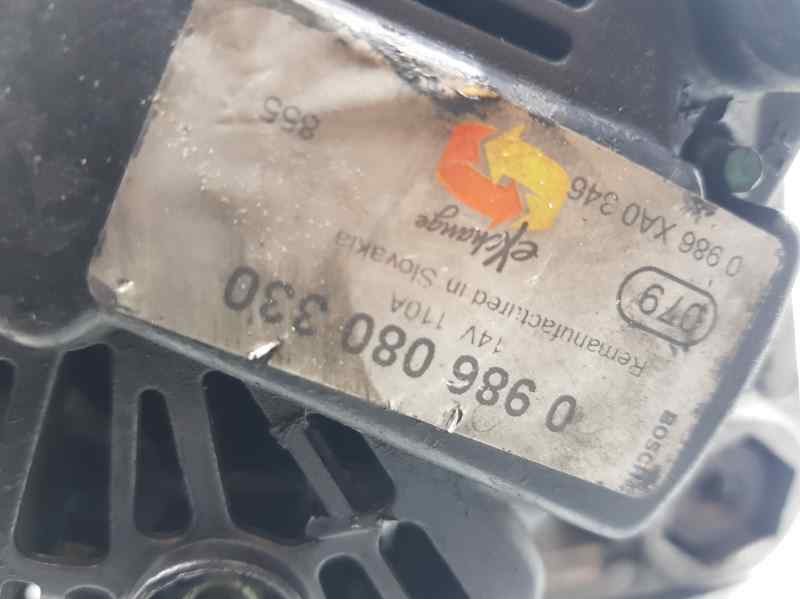 BOSCH
0 986 080 330
14V 110A
Remanufactured in Slovakia
079
eXchange
0 986 XA0 346
855